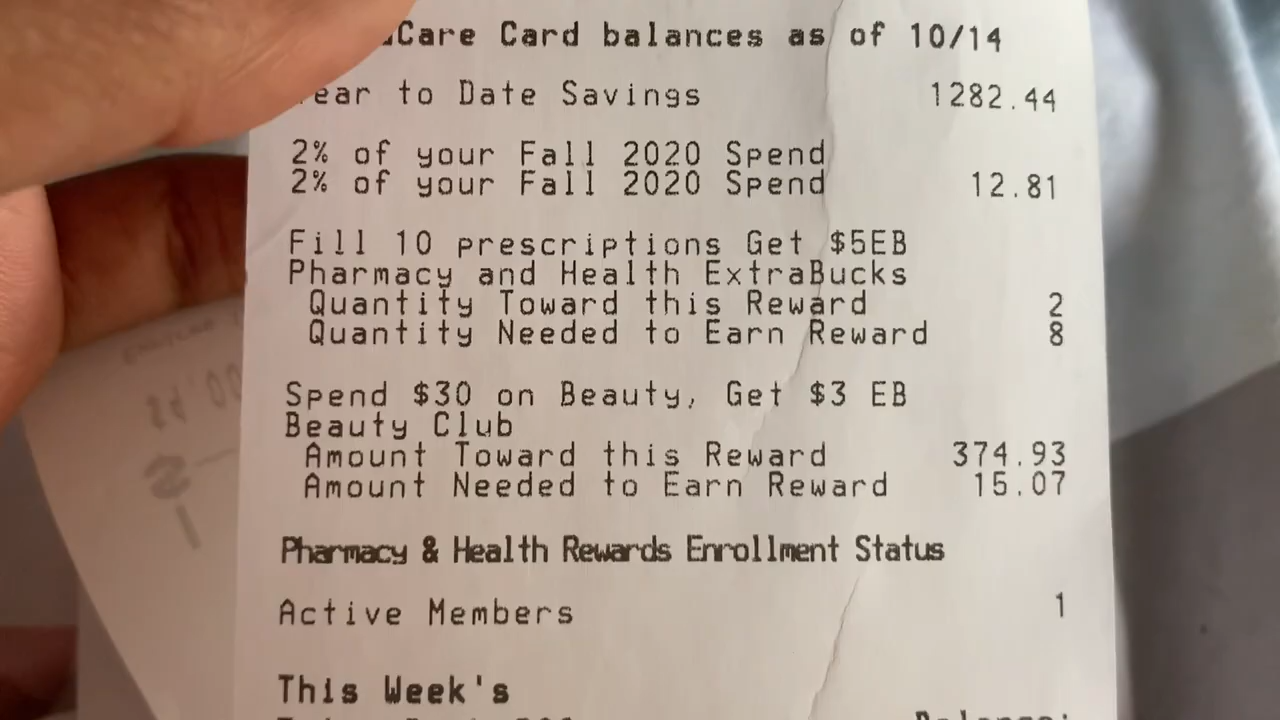 Care Card balances as of 10/14
ear to Date Savings 1282.44
2% of your Fall 2020 Spend
2% of your Fall 2020 Spend 12.81
Fill 10 prescriptions Get $5EB
Pharmacy and Health ExtraBucks
Quantity Toward this Reward 2
Quantity Needed to Earn Reward 8
Spend $30 on Beauty, Get $3 EB
Beauty Club
Amount Toward this Reward 374.93
Amount Needed to Earn Reward 15.07
Pharmacy & Health Rewards Enrollment Status
Active Members 1
This Week's